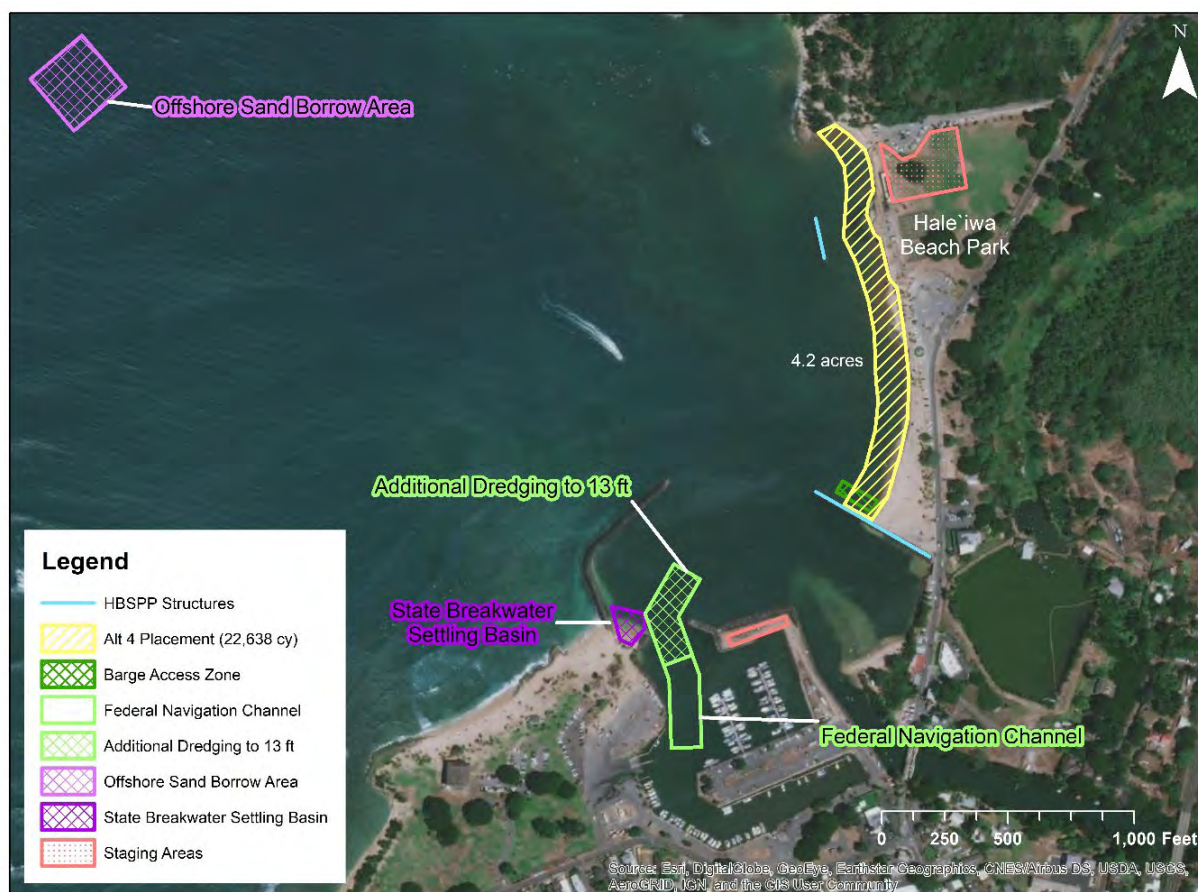 N
Offshore Sand Borrow Area
Hale`iwa
Beach Park
4.2 acres
Additional Dredging to 13 ft
State Breakwater
Settling Basin
Federal Navigation Channel
Legend
HBSPP Structures
Alt 4 Placement (22,638 cy)
Barge Access Zone
Federal Navigation Channel
Additional Dredging to 13 ft
Offshore Sand Borrow Area
State Breakwater Settling Basin
Staging Areas
0 250 500 1,000 Feet
Source: Esri, DigitalGlobe, GeoEye, Earthstar Geographics, CNES/Airbus DS, USDA, USGS,
AeroGRID, IGN, and the GIS User Community